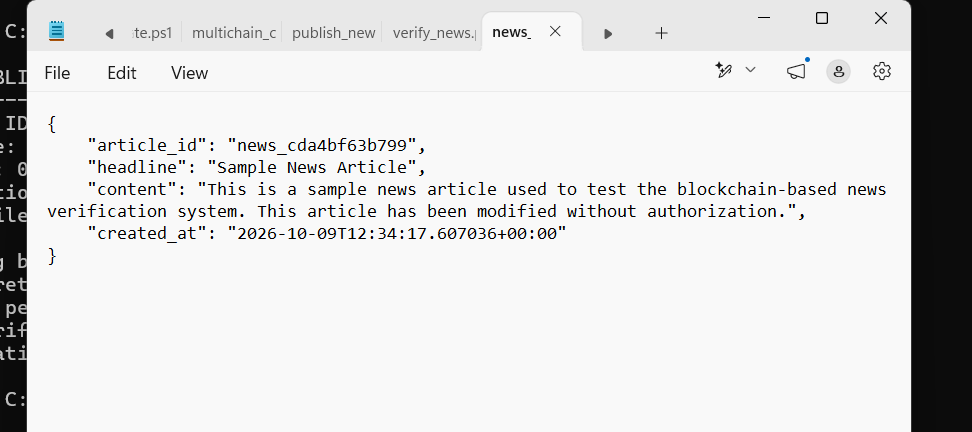 C:
te.ps1 multichain_c publish_new verify_news. news_
File Edit View
BLI
----
ID
e:
: 0
tio
ile
g b
ret
pe
rif
ati
C:
{
"article_id": "news_cda4bf63b799",
"headline": "Sample News Article",
"content": "This is a sample news article used to test the blockchain-based news
verification system. This article has been modified without authorization.",
"created_at": "2026-10-09T12:34:17.607036+00:00"
}